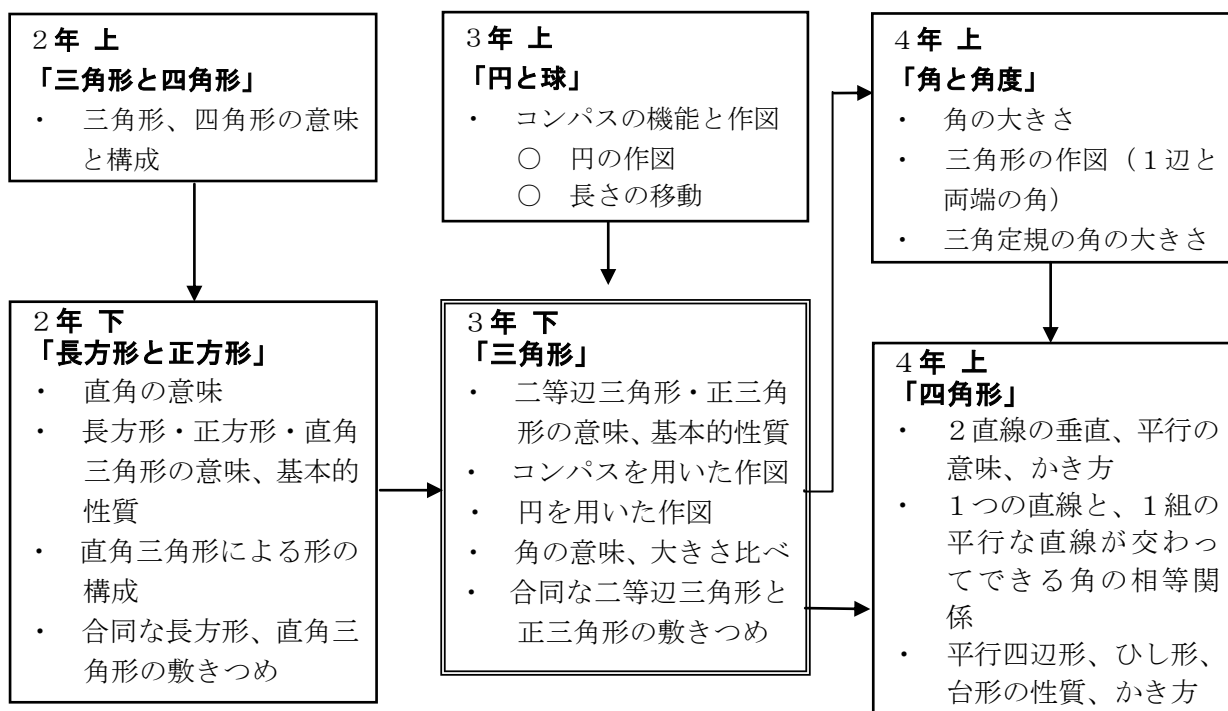 ２年 上
「三角形と四角形」
・ 三角形、四角形の意味
と構成
２年 下
「長方形と正方形」
・ 直角の意味
・ 長方形・正方形・直角
三角形の意味、基本的
性質
・ 直角三角形による形の
構成
・ 合同な長方形、直角三
角形の敷きつめ
３年 上
「円と球」
・ コンパスの機能と作図
○ 円の作図
○ 長さの移動
３年 下
「三角形」
・ 二等辺三角形・正三角
形の意味、基本的性質
・ コンパスを用いた作図
・ 円を用いた作図
・ 角の意味、大きさ比べ
・ 合同な二等辺三角形と
正三角形の敷きつめ
４年 上
「角と角度」
・ 角の大きさ
・ 三角形の作図（１辺と
両端の角）
・ 三角定規の角の大きさ
４年 上
「四角形」
・ ２直線の垂直、平行の
意味、かき方
・ １つの直線と、１組の
平行な直線が交わっ
てできる角の相等関
係
・ 平行四辺形、ひし形、
台形の性質、かき方